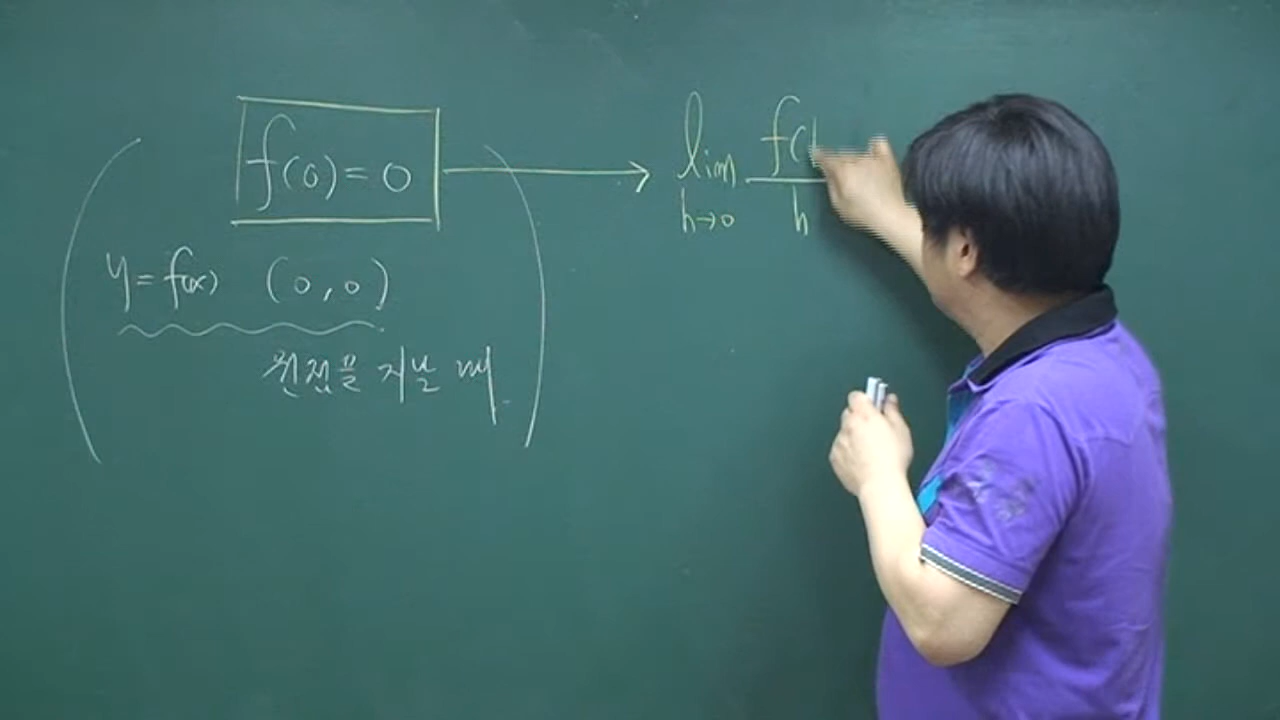 f(0) = 0
y = f(x) (0, 0)
원점을 지날 때
lim f(
h→0 h